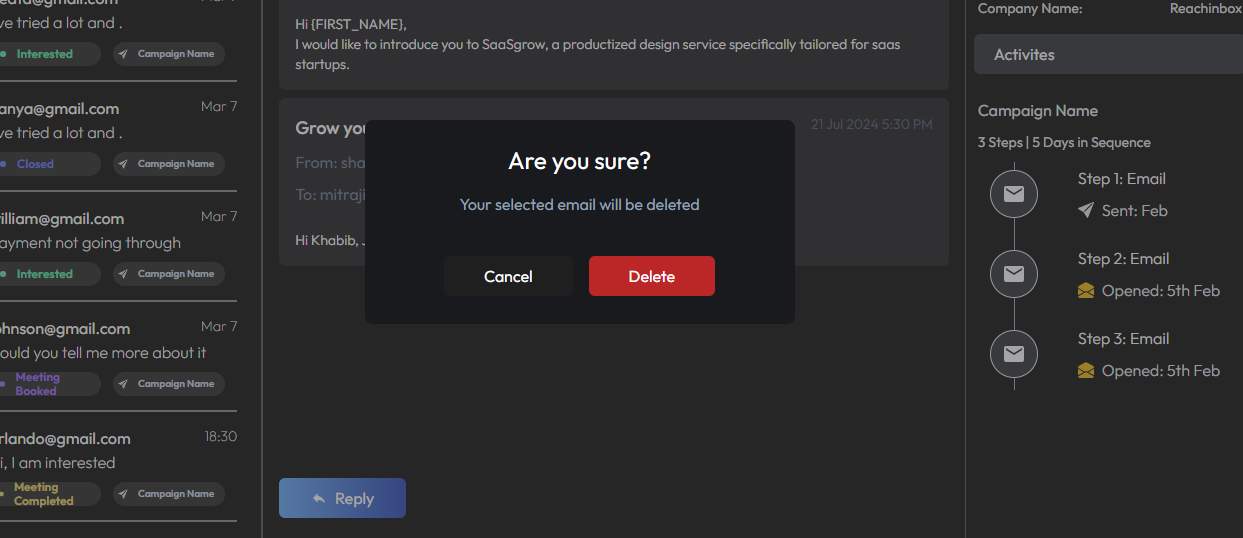 ve tried a lot and .
Interested
Campaign Name
anya@gmail.com
Mar 7
ve tried a lot and .
Closed
Campaign Name
illiam@gmail.com
Mar 7
ayment not going through
Interested
Campaign Name
ohnson@gmail.com
Mar 7
ould you tell me more about it
Meeting
Booked
Campaign Name
rlando@gmail.com
18:30
i, I am interested
Meeting
Completed
Campaign Name
Hi {FIRST_NAME},
I would like to introduce you to SaaSgrow, a productized design service specifically tailored for saas
startups.
Grow you
21 Jul 2024 5:30 PM
From: sha
To: mitraji
Hi Khabib,
Are you sure?
Your selected email will be deleted
Cancel
Delete
Reply
Company Name:
Reachinbox
Activites
Campaign Name
3 Steps | 5 Days in Sequence
Step 1: Email
Sent: Feb
Step 2: Email
Opened: 5th Feb
Step 3: Email
Opened: 5th Feb